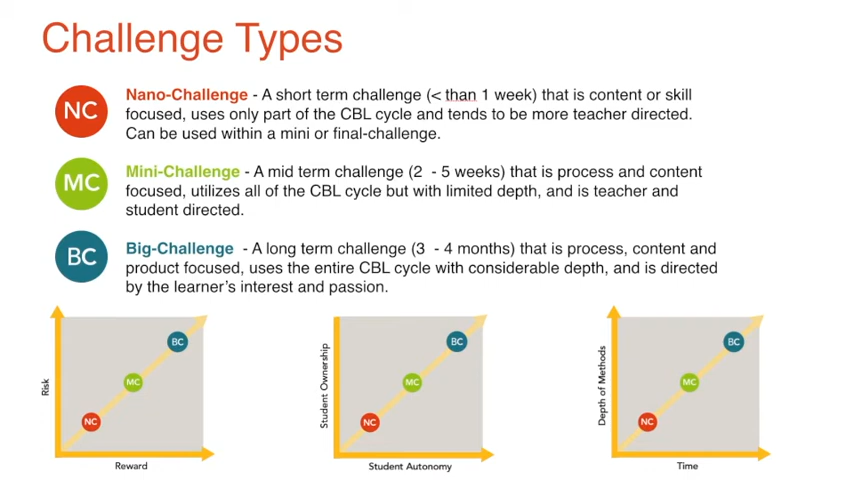 Challenge Types
NC
Nano-Challenge - A short term challenge (< than 1 week) that is content or skill
focused, uses only part of the CBL cycle and tends to be more teacher directed.
Can be used within a mini or final-challenge.
MC
Mini-Challenge - A mid term challenge (2 - 5 weeks) that is process and content
focused, utilizes all of the CBL cycle but with limited depth, and is teacher and
student directed.
BC
Big-Challenge - A long term challenge (3 - 4 months) that is process, content and
product focused, uses the entire CBL cycle with considerable depth, and is directed
by the learner's interest and passion.
Risk
BC
MC
NC
Reward
Student Ownership
BC
MC
NC
Student Autonomy
Depth of Methods
BC
MC
NC
Time